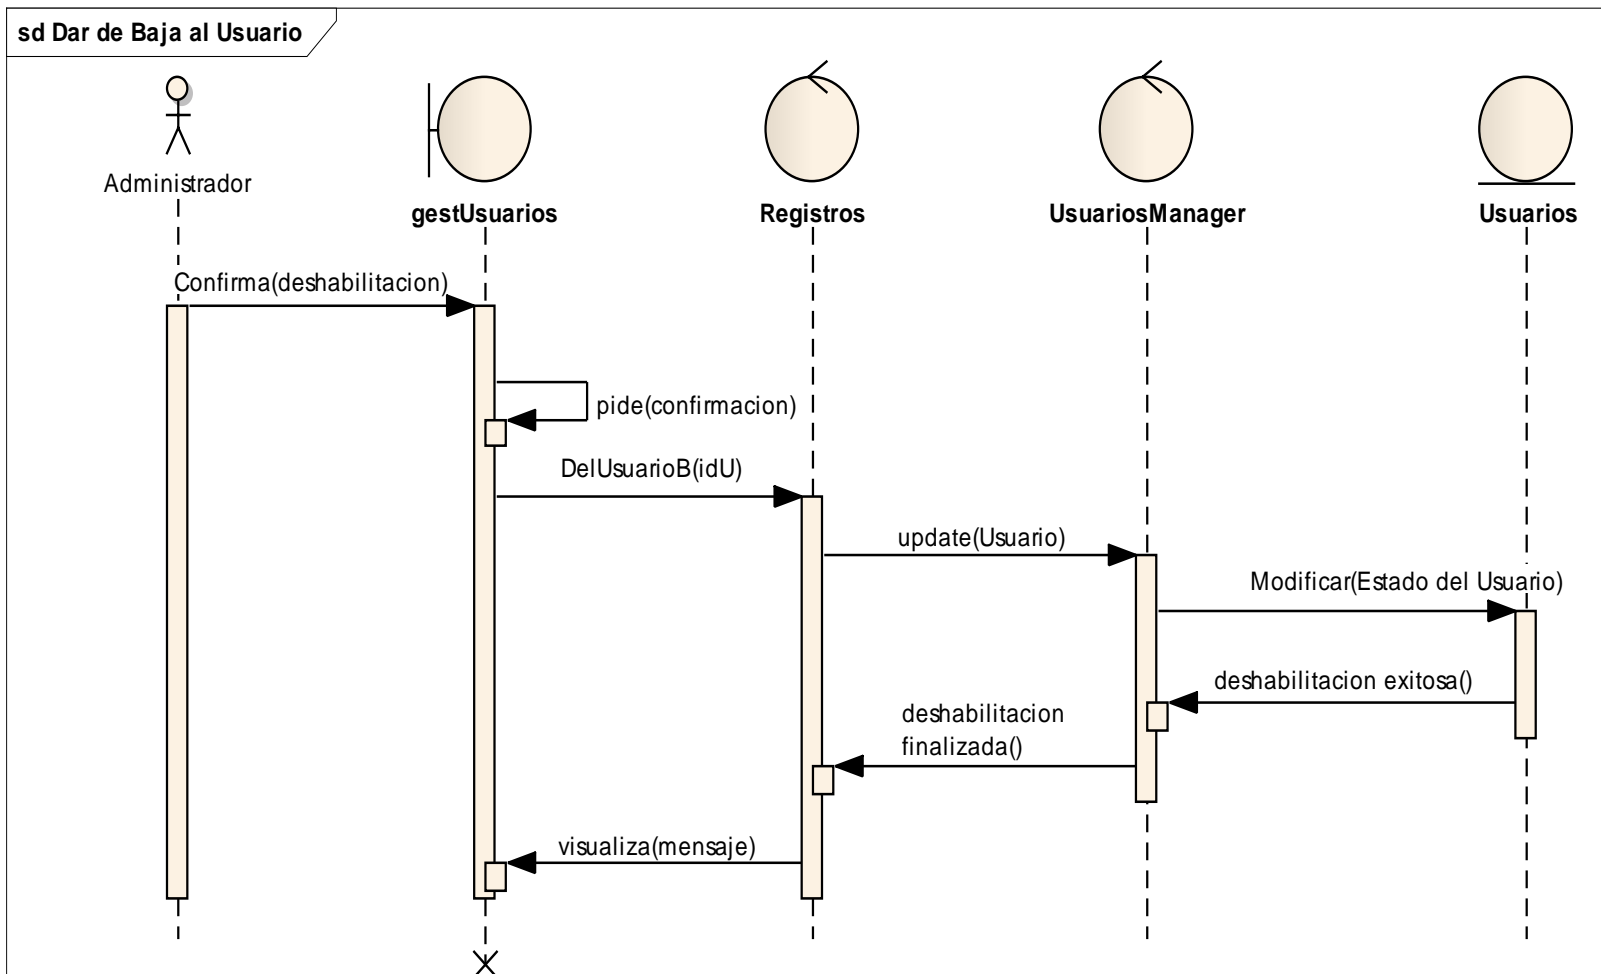 sd Dar de Baja al Usuario
Administrador
gestUsuarios
Registros
UsuariosManager
Usuarios
Confirma(deshabilitacion)
pide(confirmacion)
DelUsuarioB(idU)
update(Usuario)
Modificar(Estado del Usuario)
deshabilitacion exitosa()
deshabilitacion
finalizada()
visualiza(mensaje)